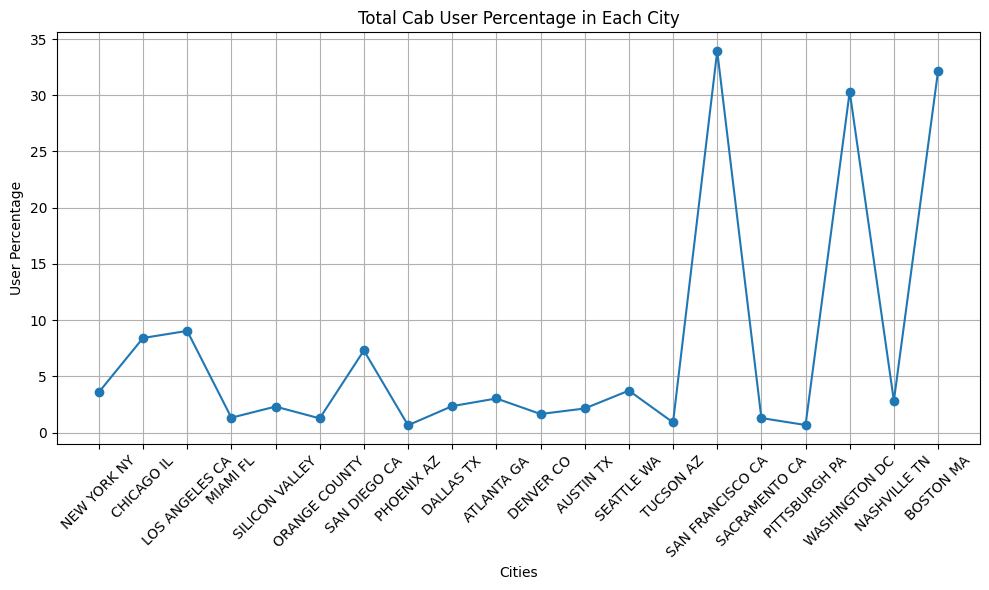 Total Cab User Percentage in Each City
35
30
25
20
15
10
5
0
User Percentage
NEW YORK NY
CHICAGO IL
LOS ANGELES CA
MIAMI FL
SILICON VALLEY
ORANGE COUNTY
SAN DIEGO CA
PHOENIX AZ
DALLAS TX
ATLANTA GA
DENVER CO
AUSTIN TX
SEATTLE WA
TUCSON AZ
SAN FRANCISCO CA
SACRAMENTO CA
PITTSBURGH PA
WASHINGTON DC
NASHVILLE TN
BOSTON MA
Cities